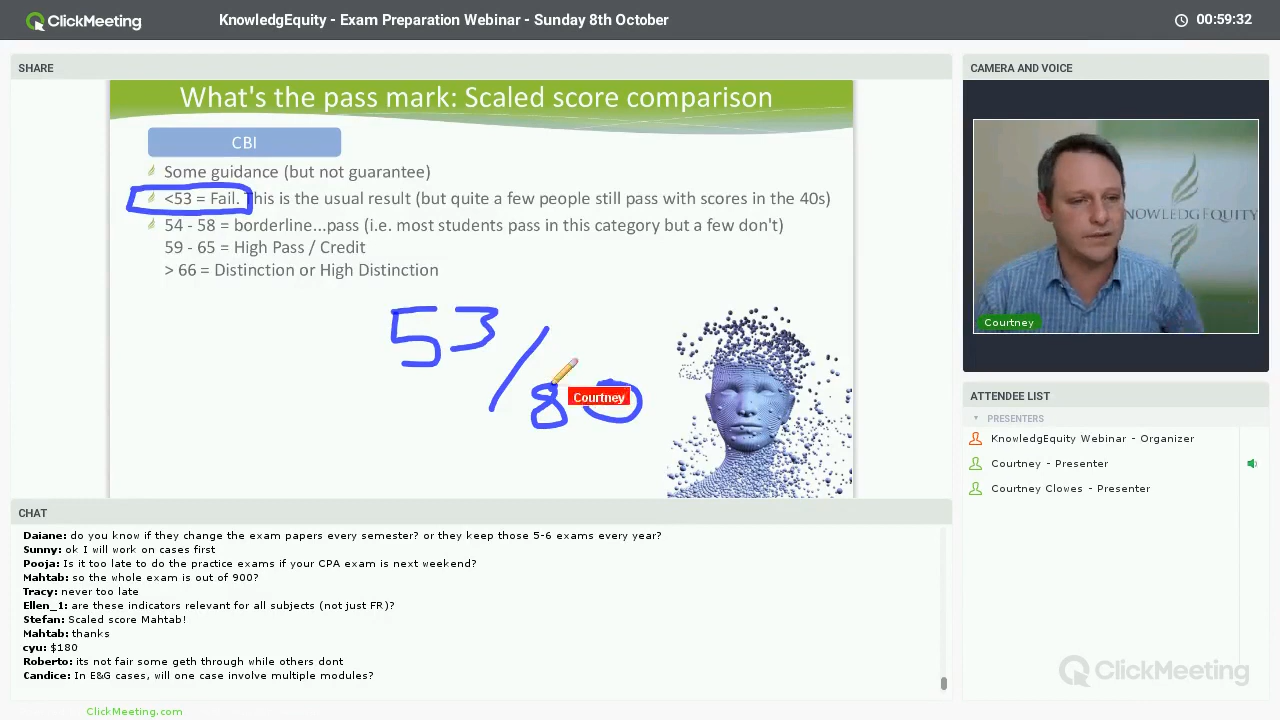 ClickMeeting
KnowledgEquity - Exam Preparation Webinar - Sunday 8th October
00:59:32
SHARE
What's the pass mark: Scaled score comparison
CBI
Some guidance (but not guarantee)
<53 = Fail. This is the usual result (but quite a few people still pass with scores in the 40s)
54 - 58 = borderline...pass (i.e. most students pass in this category but a few don't)
59 - 65 = High Pass / Credit
> 66 = Distinction or High Distinction
53/80
Courtney
CAMERA AND VOICE
KNOWLEDGEQUITY
Courtney
ATTENDEE LIST
PRESENTERS
KnowledgEquity Webinar - Organizer
Courtney - Presenter
Courtney Clowes - Presenter
CHAT
Daiane: do you know if they change the exam papers every semester? or they keep those 5-6 exams every year?
Sunny: ok I will work on cases first
Pooja: Is it too late to do the practice exams if your CPA exam is next weekend?
Mahtab: so the whole exam is out of 900?
Tracy: never too late
Ellen_1: are these indicators relevant for all subjects (not just FR)?
Stefan: Scaled score Mahtab!
Mahtab: thanks
cyu: $180
Roberto: its not fair some geth through while others dont
Candice: In E&G cases, will one case involve multiple modules?
ClickMeeting
ClickMeeting.com